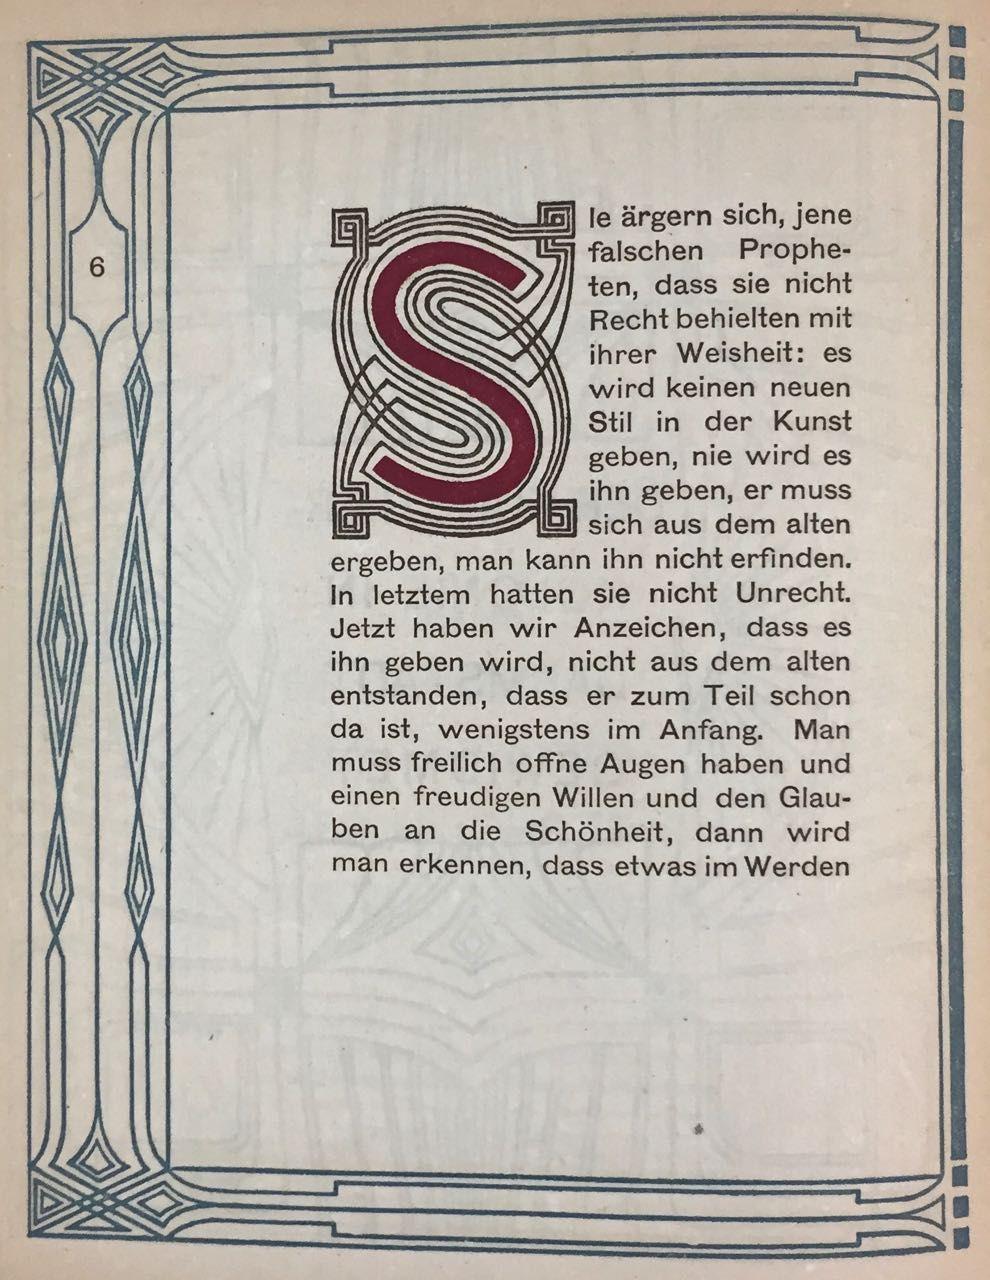 6
SIe ärgern sich, jene
falschen Prophe-
ten, dass sie nicht
Recht behielten mit
ihrer Weisheit: es
wird keinen neuen
Stil in der Kunst
geben, nie wird es
ihn geben, er muss
sich aus dem alten
ergeben, man kann ihn nicht erfinden.
In letztem hatten sie nicht Unrecht.
Jetzt haben wir Anzeichen, dass es
ihn geben wird, nicht aus dem alten
entstanden, dass er zum Teil schon
da ist, wenigstens im Anfang. Man
muss freilich offne Augen haben und
einen freudigen Willen und den Glau-
ben an die Schönheit, dann wird
man erkennen, dass etwas im Werden